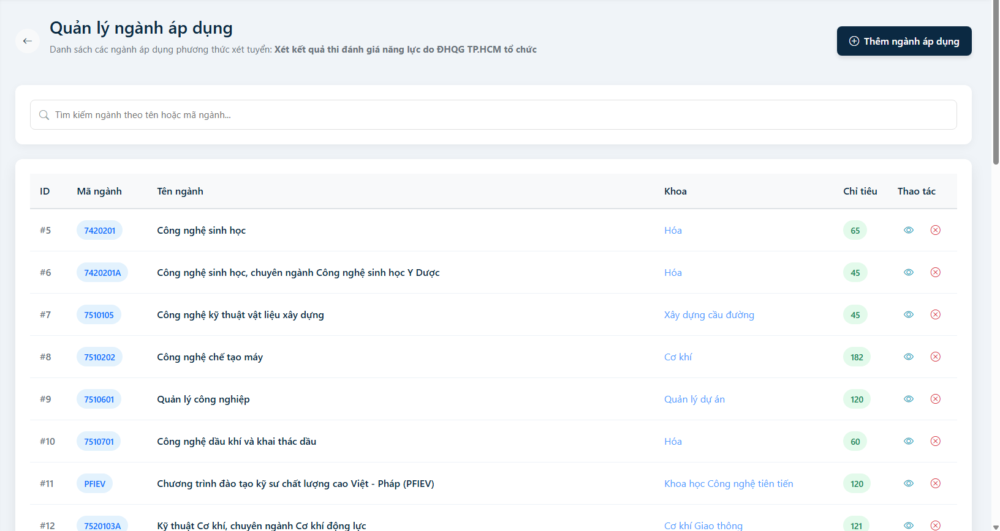 Quản lý ngành áp dụng
Danh sách các ngành áp dụng phương thức xét tuyển: Xét kết quả thi đánh giá năng lực do ĐHQG TP.HCM tổ chức
Thêm ngành áp dụng
Tìm kiếm ngành theo tên hoặc mã ngành...
ID Mã ngành Tên ngành Khoa Chỉ tiêu Thao tác
#5 7420201 Công nghệ sinh học Hóa 65
#6 7420201A Công nghệ sinh học, chuyên ngành Công nghệ sinh học Y Dược Hóa 45
#7 7510105 Công nghệ kỹ thuật vật liệu xây dựng Xây dựng cầu đường 45
#8 7510202 Công nghệ chế tạo máy Cơ khí 182
#9 7510601 Quản lý công nghiệp Quản lý dự án 120
#10 7510701 Công nghệ dầu khí và khai thác dầu Hóa 60
#11 PFIEV Chương trình đào tạo kỹ sư chất lượng cao Việt - Pháp (PFIEV) Khoa học Công nghệ tiên tiến 120
#12 7520103A Kỹ thuật Cơ khí, chuyên ngành Cơ khí động lực Cơ khí Giao thông 121